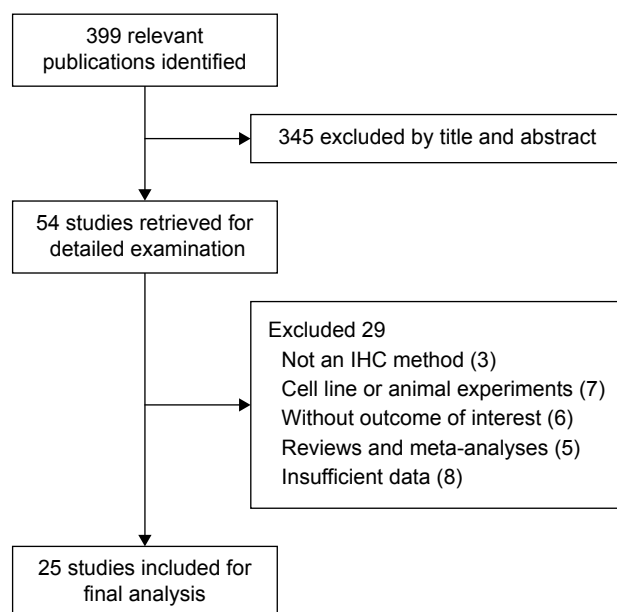 399 relevant
publications identified
345 excluded by title and abstract
54 studies retrieved for
detailed examination
Excluded 29
Not an IHC method (3)
Cell line or animal experiments (7)
Without outcome of interest (6)
Reviews and meta-analyses (5)
Insufficient data (8)
25 studies included for
final analysis